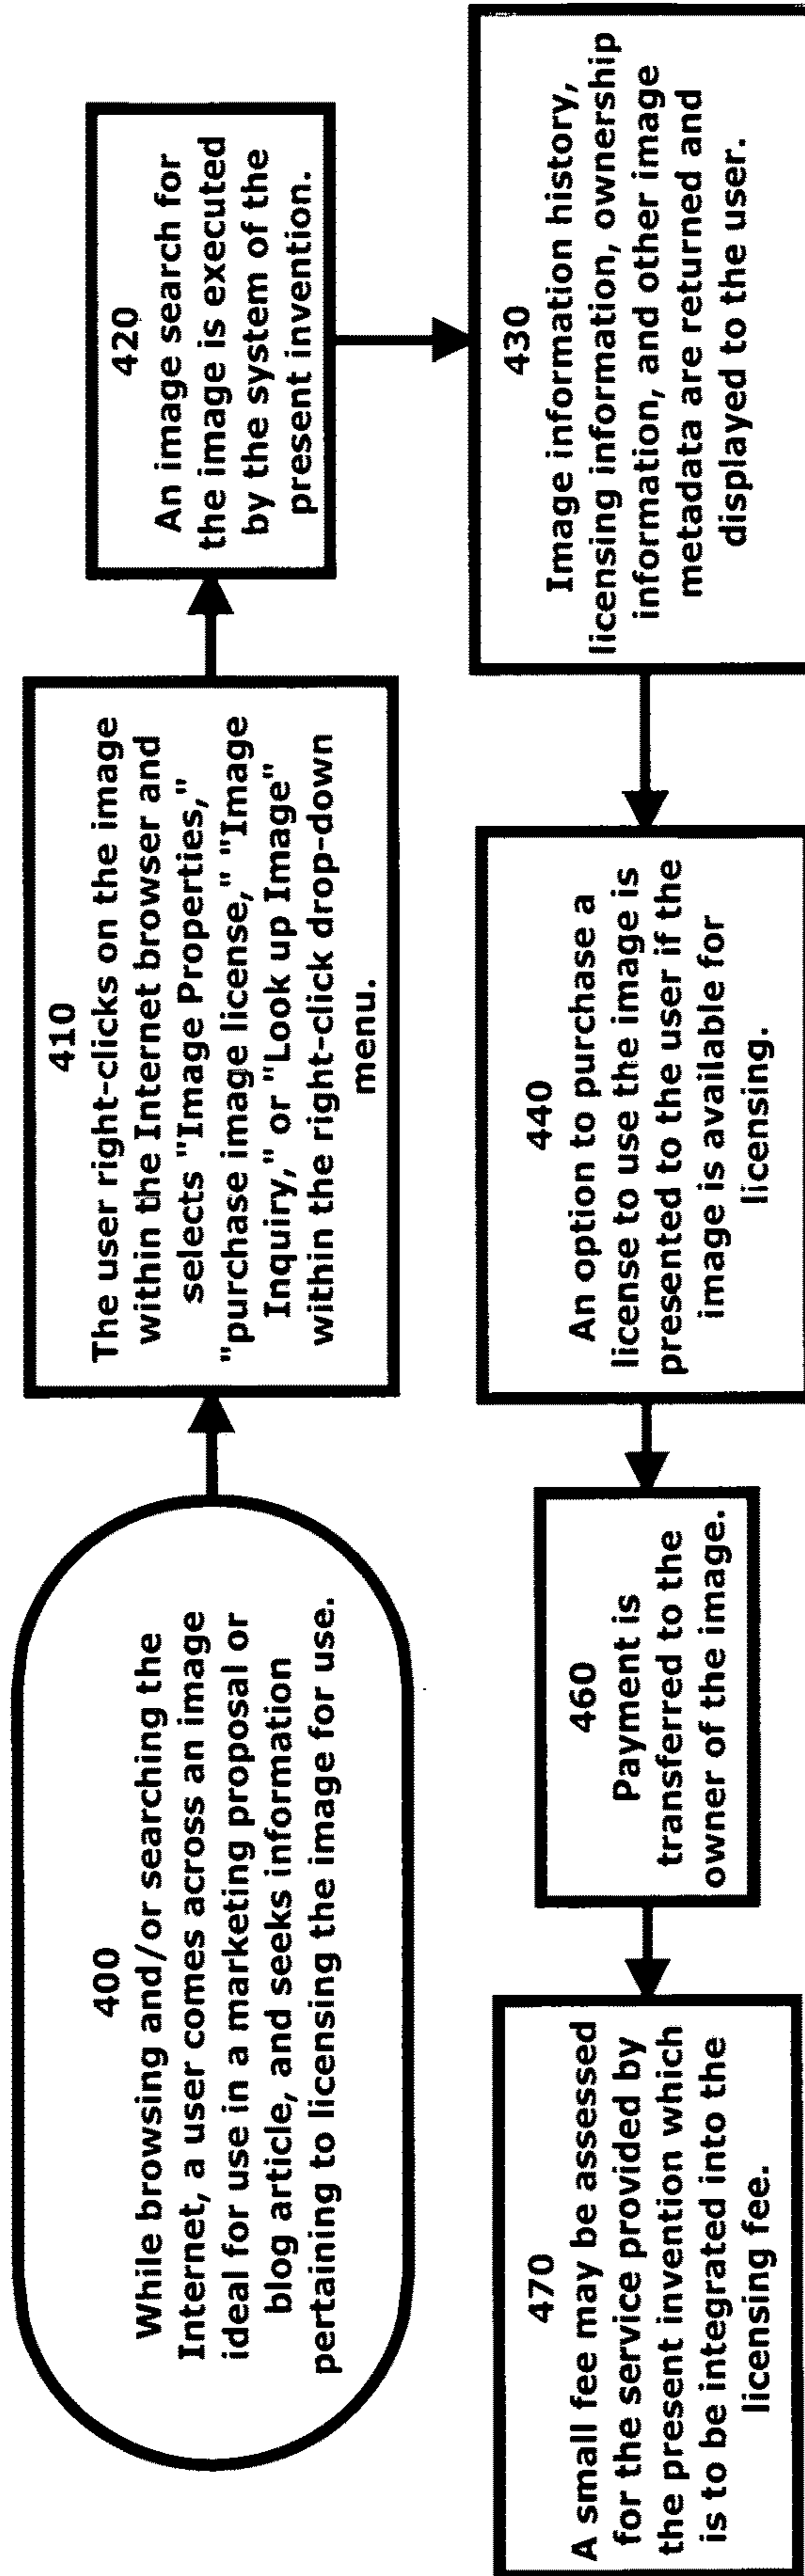 400
While browsing and/or searching the
Internet, a user comes across an image
ideal for use in a marketing proposal or
blog article, and seeks information
pertaining to licensing the image for use.
410
The user right-clicks on the image
within the Internet browser and
selects "Image Properties,"
"purchase image license," "Image
Inquiry," or "Look up Image"
within the right-click drop-down
menu.
420
An image search for
the image is executed
by the system of the
present invention.
430
Image information history,
licensing information, ownership
information, and other image
metadata are returned and
displayed to the user.
440
An option to purchase a
license to use the image is
presented to the user if the
image is available for
licensing.
460
Payment is
transferred to the
owner of the image.
470
A small fee may be assessed
for the service provided by
the present invention which
is to be integrated into the
licensing fee.